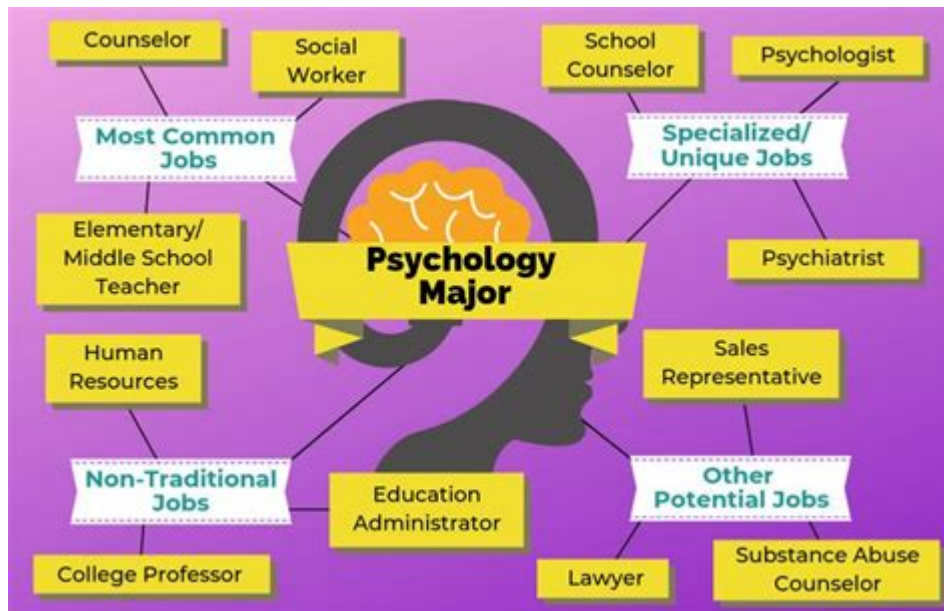 Counselor
Social
Worker
Most Common
Jobs
Elementary/
Middle School
Teacher
School
Counselor
Psychologist
Specialized/
Unique Jobs
Psychiatrist
Psychology
Major
Human
Resources
Non-Traditional
Jobs
Education
Administrator
College Professor
Sales
Representative
Other
Potential Jobs
Lawyer
Substance Abuse
Counselor